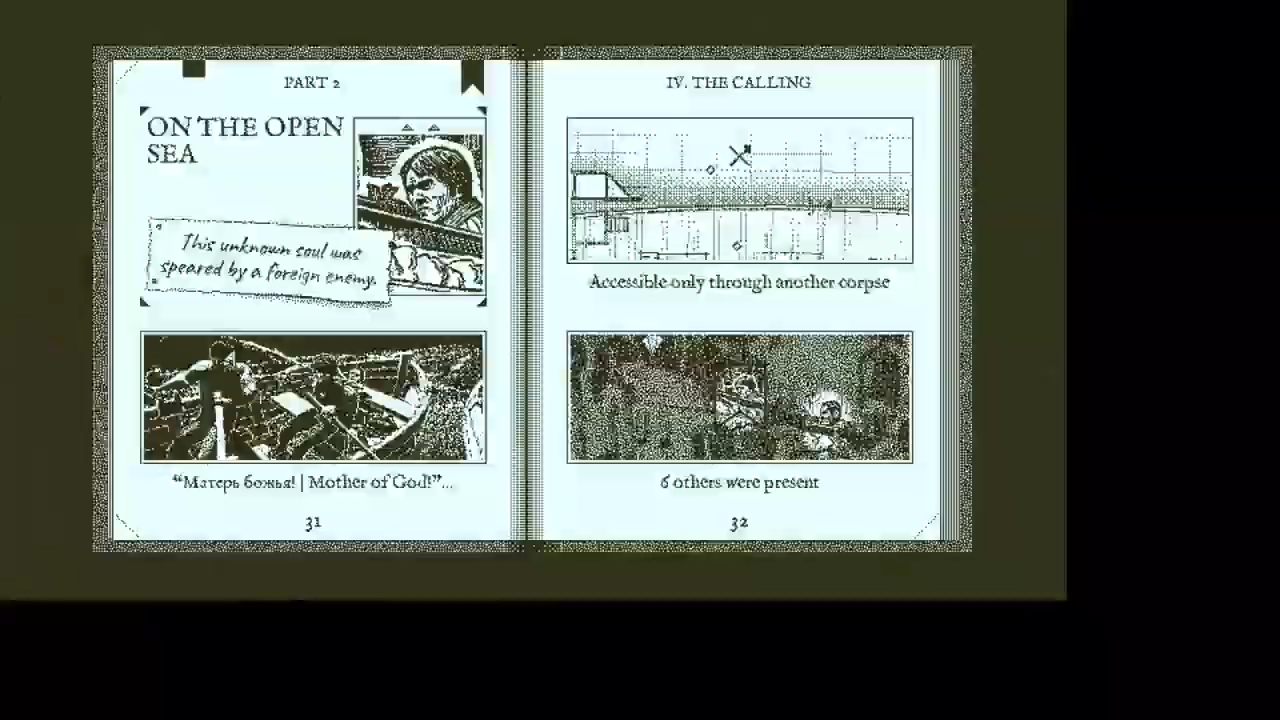 PART 2
ON THE OPEN
SEA
This unknown soul was
speared by a foreign enemy.
"Матерь божья! | Mother of God!"...
31
IV. THE CALLING
Accessible only through another corpse
6 others were present
32